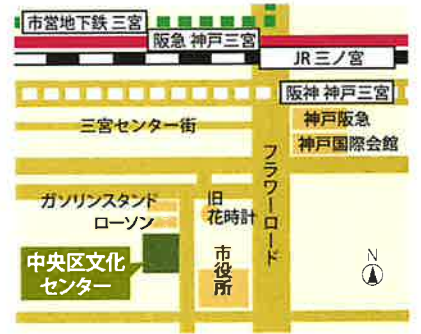 市営地下鉄 三宮
阪急 神戸三宮
JR 三ノ宮
阪神 神戸三宮
三宮センター街
神戸阪急
神戸国際会館
フラワーロード
ガソリンスタンド
ローソン
旧
花時計
中央区文化
センター
市役所
N